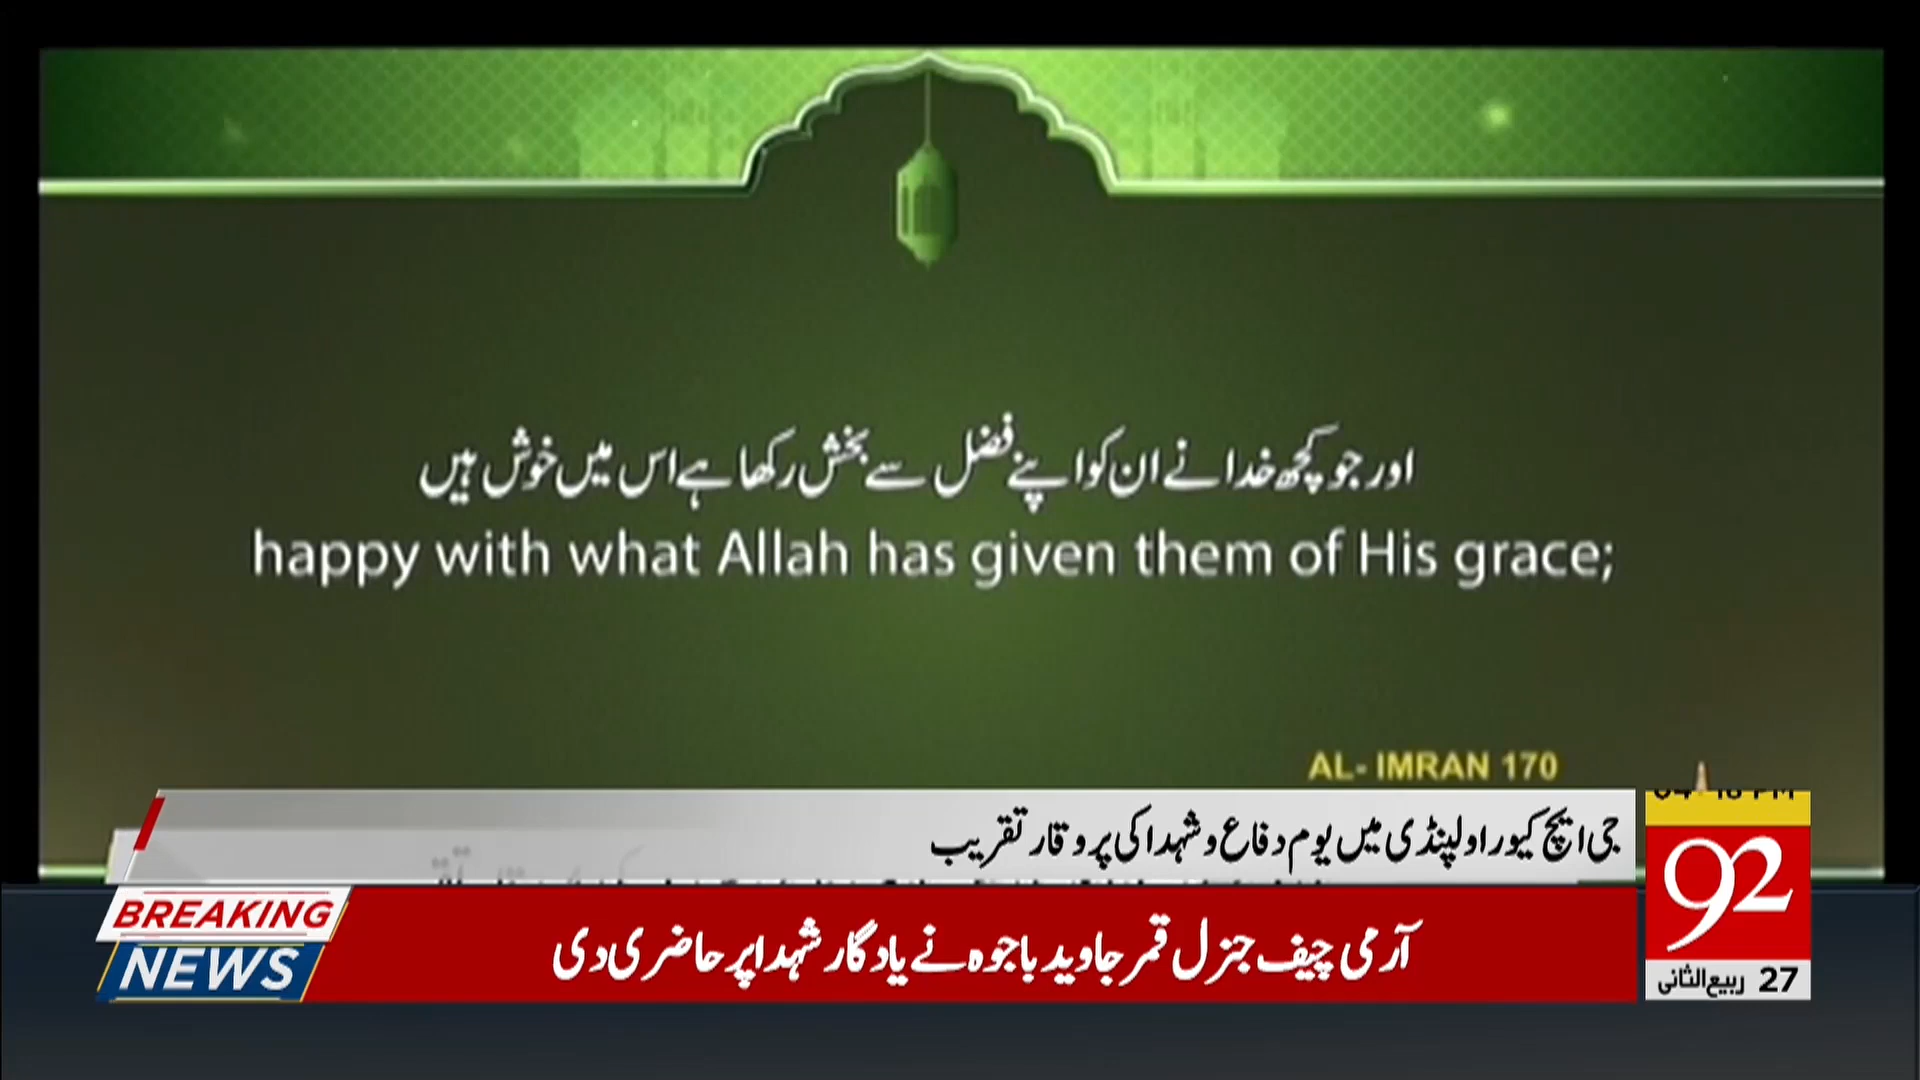 اور جو کچھ خدا نے ان کو اپنے فضل سے بخش رکھا ہے اس میں خوش ہیں
happy with what Allah has given them of His grace;
AL- IMRAN 170
جی ایچ کیو راولپنڈی میں یوم دفاع و شہدا کی پروقار تقریب
92
BREAKING
NEWS
آرمی چیف جنرل قمر جاوید باجوہ نے یادگار شہدا پر حاضری دی
27 ربیع الثانی